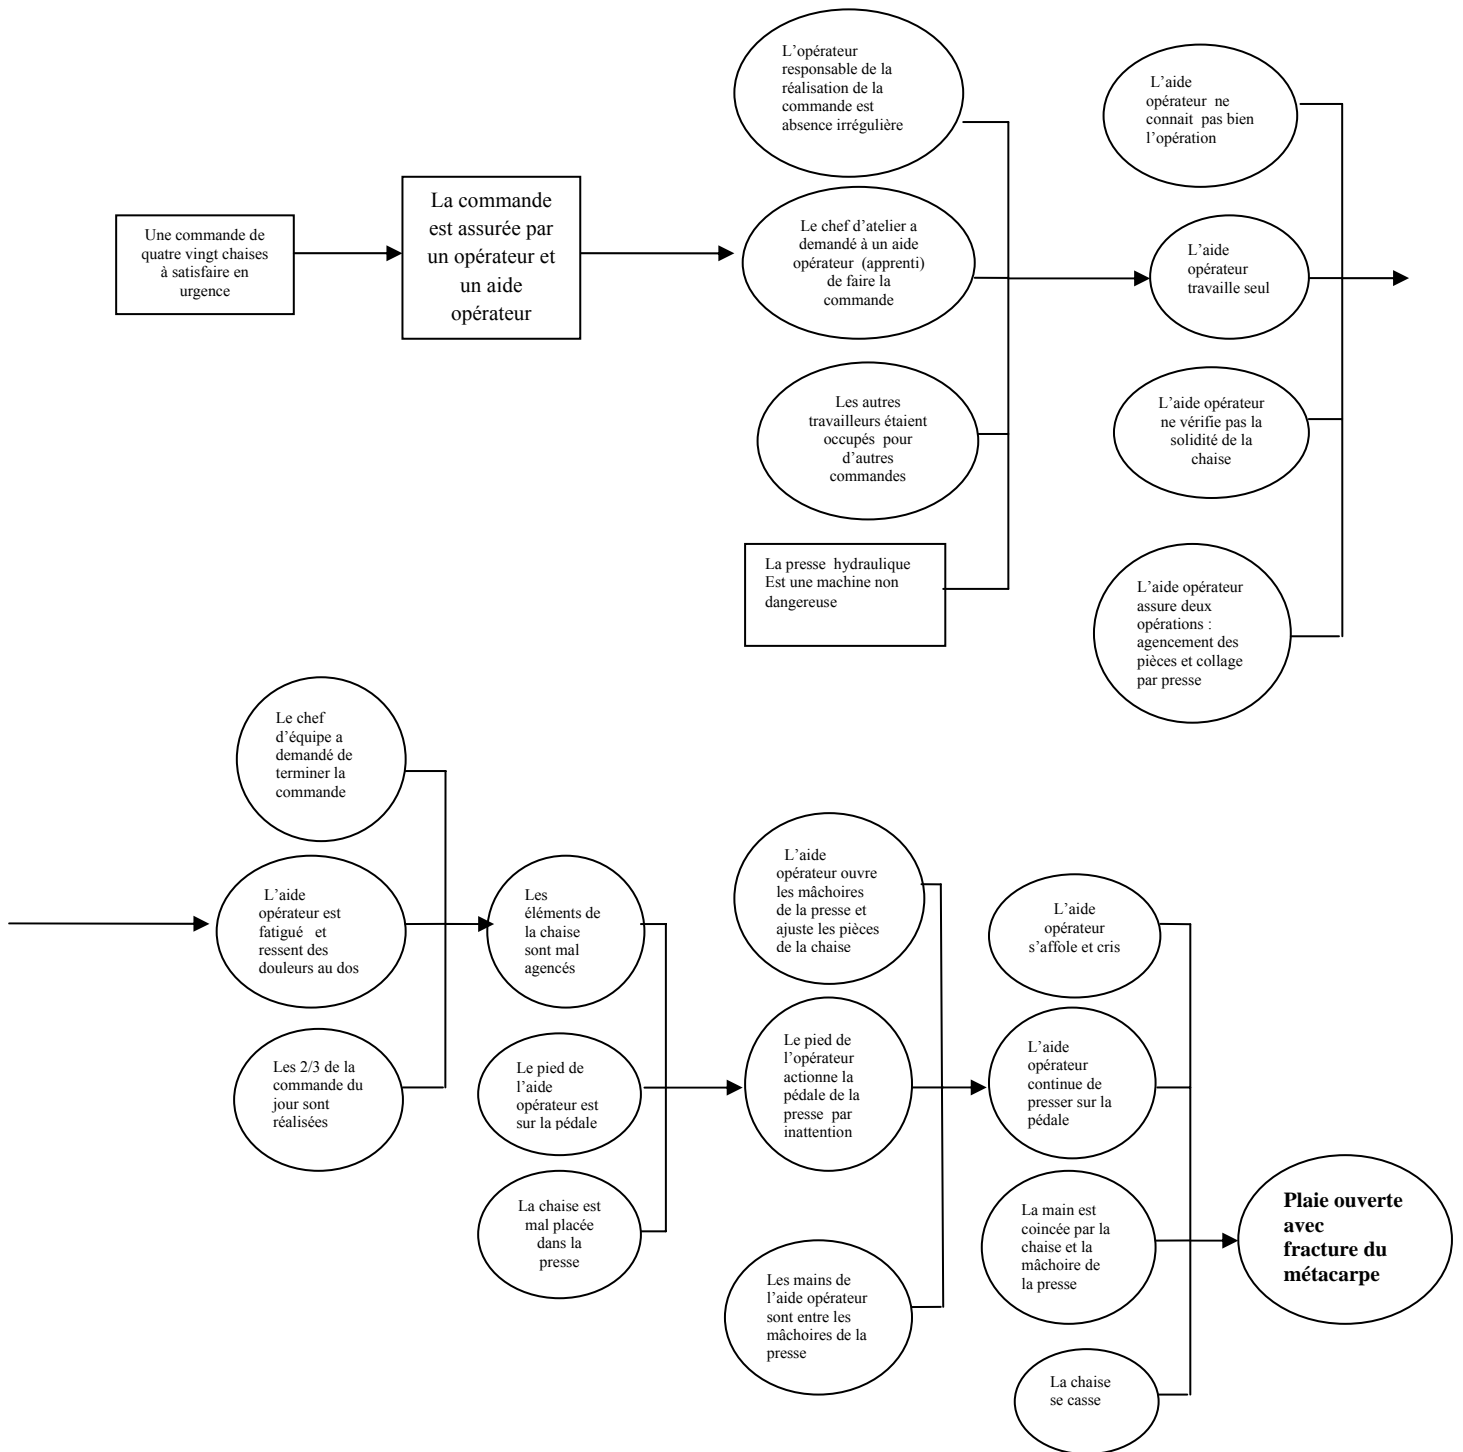 Une commande de
quatre vingt chaises
à satisfaire en
urgence
La commande
est assurée par
un opérateur et
un aide
opérateur
L'opérateur
responsable de la
réalisation de la
commande est
absence irrégulière
Le chef d'atelier a
demandé à un aide
opérateur (apprenti)
de faire la
commande
Les autres
travailleurs étaient
occupés pour
d'autres
commandes
La presse hydraulique
Est une machine non
dangereuse
L'aide
opérateur ne
connait pas bien
l'opération
L'aide
opérateur
travaille seul
L'aide opérateur
ne vérifie pas la
solidité de la
chaise
L'aide opérateur
assure deux
opérations :
agencement des
pièces et collage
par presse
Le chef
d'équipe a
demandé de
terminer la
commande
L'aide
opérateur est
fatigué et
ressent des
douleurs au dos
Les 2/3 de la
commande du
jour sont
réalisées
Les
éléments de
la chaise
sont mal
agencés
Le pied de
l'aide
opérateur est
sur la pédale
La chaise est
mal placée
dans la
presse
L'aide
opérateur ouvre
les mâchoires
de la presse et
ajuste les pièces
de la chaise
Le pied de
l'opérateur
actionne la
pédale de la
presse par
inattention
Les mains de
l'aide opérateur
sont entre les
mâchoires de la
presse
L'aide
opérateur
s'affole et cris
L'aide
opérateur
continue de
presser sur la
pédale
La main est
coincée par la
chaise et la
mâchoire de
la presse
La chaise
se casse
Plaie ouverte
avec
fracture du
métacarpe